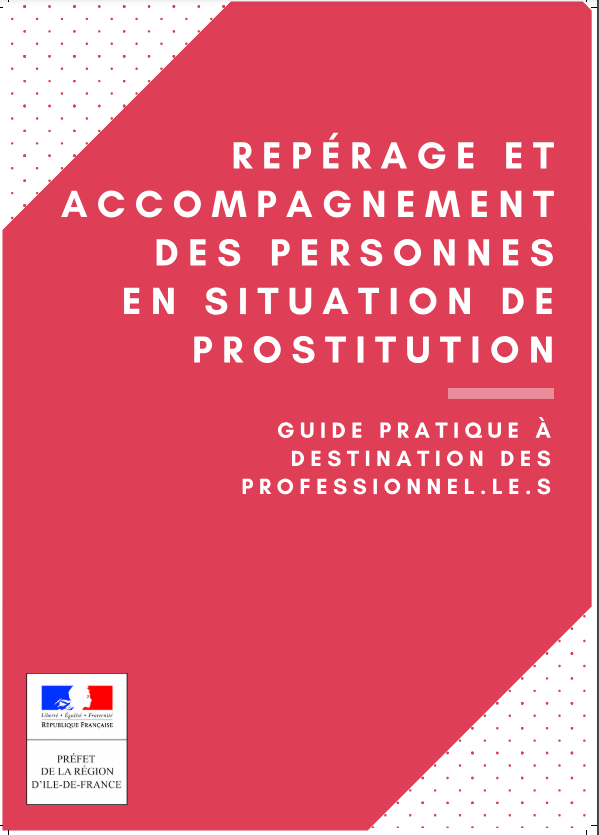 REPÉRAGE ET
ACCOMPAGNEMENT
DES PERSONNES
EN SITUATION DE
PROSTITUTION
GUIDE PRATIQUE À
DESTINATION DES
PROFESSIONNEL.LE.S
Liberté • Égalité • Fraternité
RÉPUBLIQUE FRANÇAISE
PRÉFET
DE LA RÉGION
D'ILE-DE-FRANCE